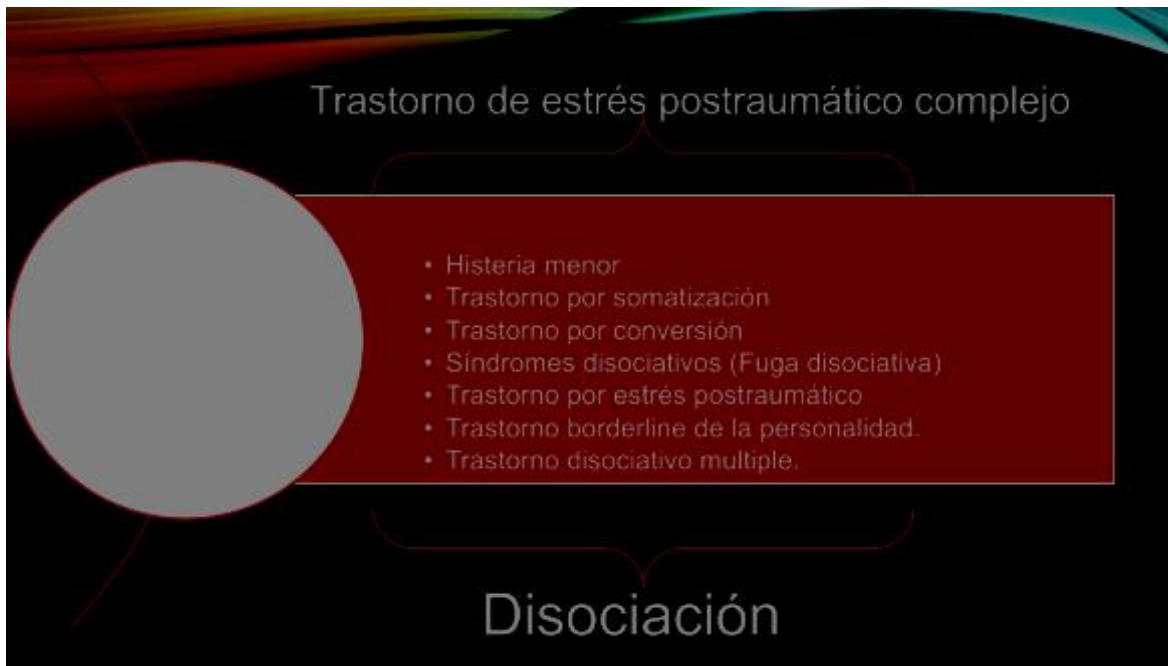 Trastorno de estrés postraumático complejo
• Histeria menor
• Trastorno por somatización
• Trastorno por conversión
• Síndromes disociativos (Fuga disociativa)
• Trastorno por estrés postraumático
• Trastorno borderline de la personalidad.
• Trastorno disociativo multiple.
Disociación